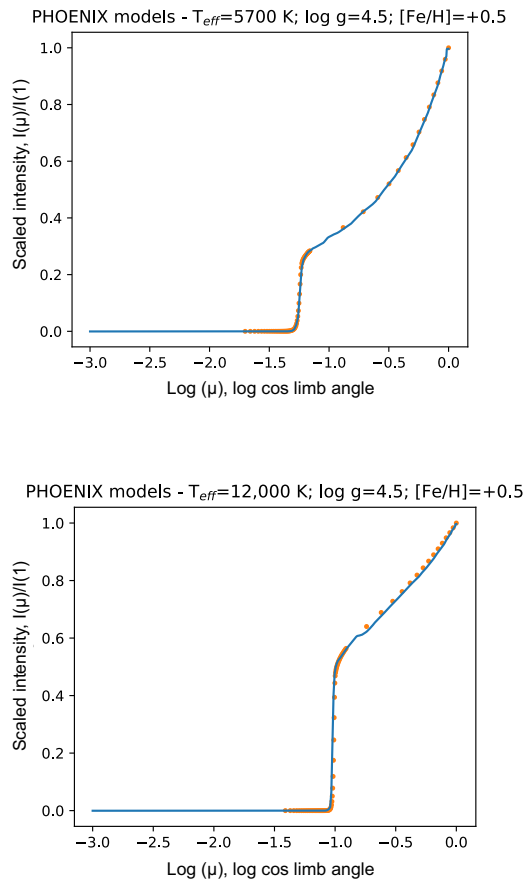 PHOENIX models - T_eff=5700 K; log g=4.5; [Fe/H]=+0.5
Scaled intensity, I(μ)/I(1)
1.0
0.8
0.6
0.4
0.2
0.0
−3.0 −2.5 −2.0 −1.5 −1.0 −0.5 0.0
Log (μ), log cos limb angle
PHOENIX models - T_eff=12,000 K; log g=4.5; [Fe/H]=+0.5
Scaled intensity, I(μ)/I(1)
1.0
0.8
0.6
0.4
0.2
0.0
−3.0 −2.5 −2.0 −1.5 −1.0 −0.5 0.0
Log (μ), log cos limb angle